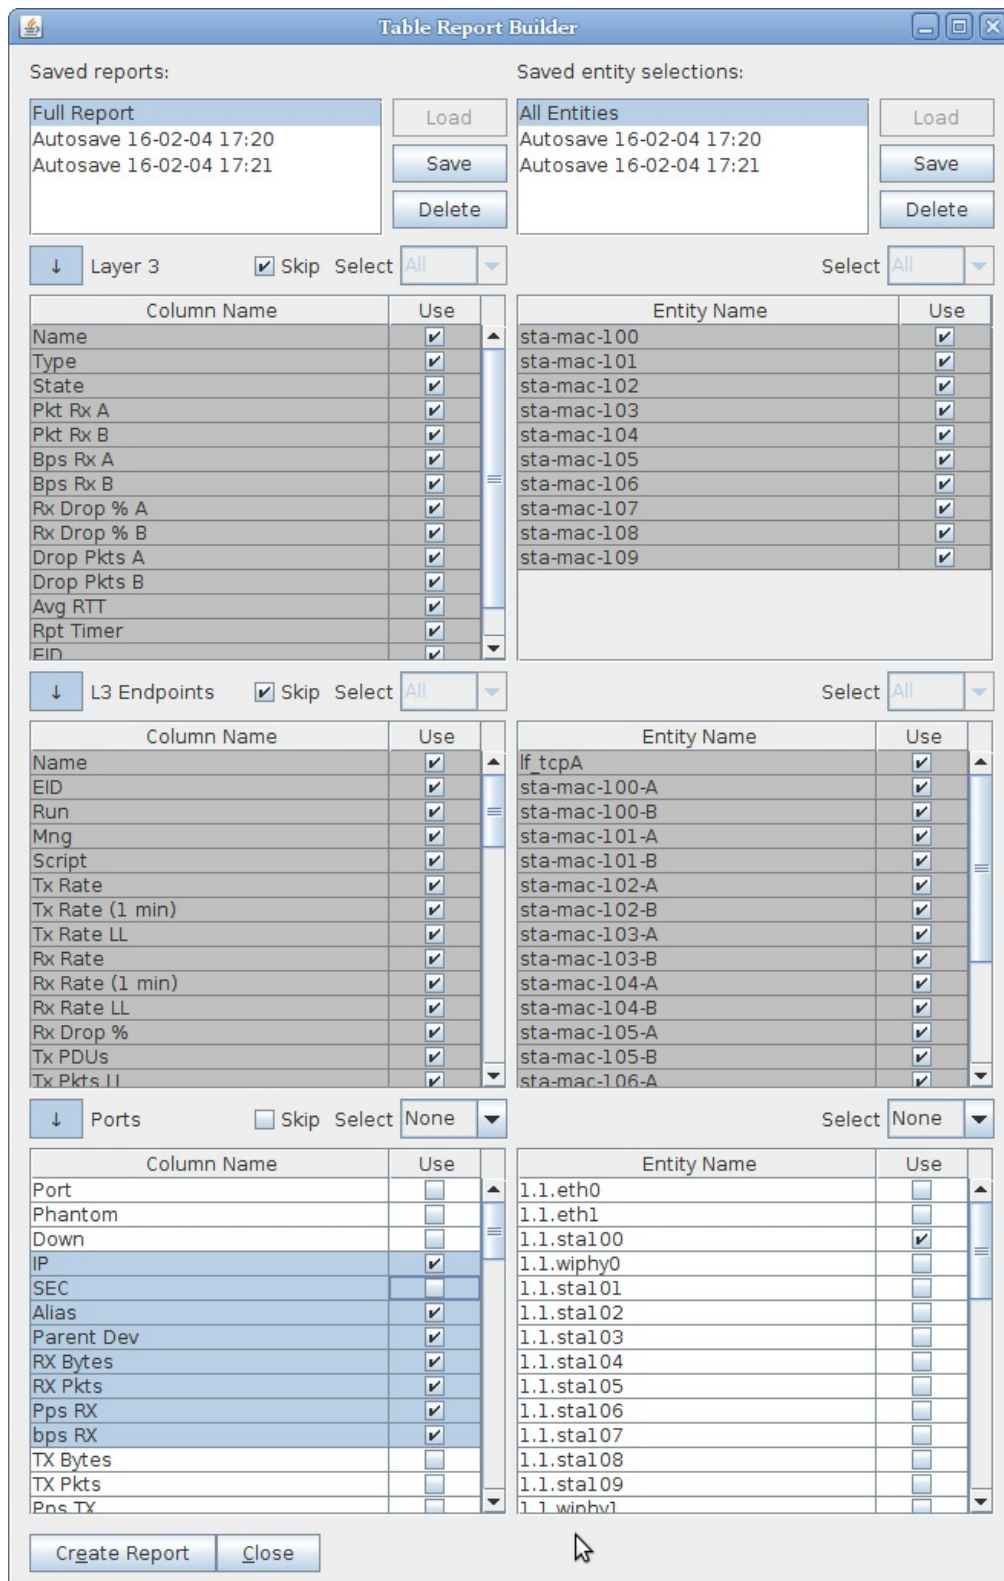 Table Report Builder
Saved reports:
Saved entity selections:
Full Report
Autosave 16-02-04 17:20
Autosave 16-02-04 17:21
Load
Save
Delete
All Entities
Autosave 16-02-04 17:20
Autosave 16-02-04 17:21
Load
Save
Delete
↓ Layer 3 Skip Select All
Select All
Column Name Use
Name
Type
State
Pkt Rx A
Pkt Rx B
Bps Rx A
Bps Rx B
Rx Drop % A
Rx Drop % B
Drop Pkts A
Drop Pkts B
Avg RTT
Rpt Timer
EID
Entity Name Use
sta-mac-100
sta-mac-101
sta-mac-102
sta-mac-103
sta-mac-104
sta-mac-105
sta-mac-106
sta-mac-107
sta-mac-108
sta-mac-109
↓ L3 Endpoints Skip Select All
Select All
Column Name Use
Name
EID
Run
Mng
Script
Tx Rate
Tx Rate (1 min)
Tx Rate LL
Rx Rate
Rx Rate (1 min)
Rx Rate LL
Rx Drop %
Tx PDUs
Tx Pkts LL
Entity Name Use
lf_tcpA
sta-mac-100-A
sta-mac-100-B
sta-mac-101-A
sta-mac-101-B
sta-mac-102-A
sta-mac-102-B
sta-mac-103-A
sta-mac-103-B
sta-mac-104-A
sta-mac-104-B
sta-mac-105-A
sta-mac-105-B
sta-mac-106-A
↓ Ports Skip Select None
Select None
Column Name Use
Port
Phantom
Down
IP
SEC
Alias
Parent Dev
RX Bytes
RX Pkts
Pps RX
bps RX
TX Bytes
TX Pkts
Pps TX
Entity Name Use
1.1.eth0
1.1.eth1
1.1.sta100
1.1.wiphy0
1.1.sta101
1.1.sta102
1.1.sta103
1.1.sta104
1.1.sta105
1.1.sta106
1.1.sta107
1.1.sta108
1.1.sta109
1.1.wiphy1
Create Report
Close